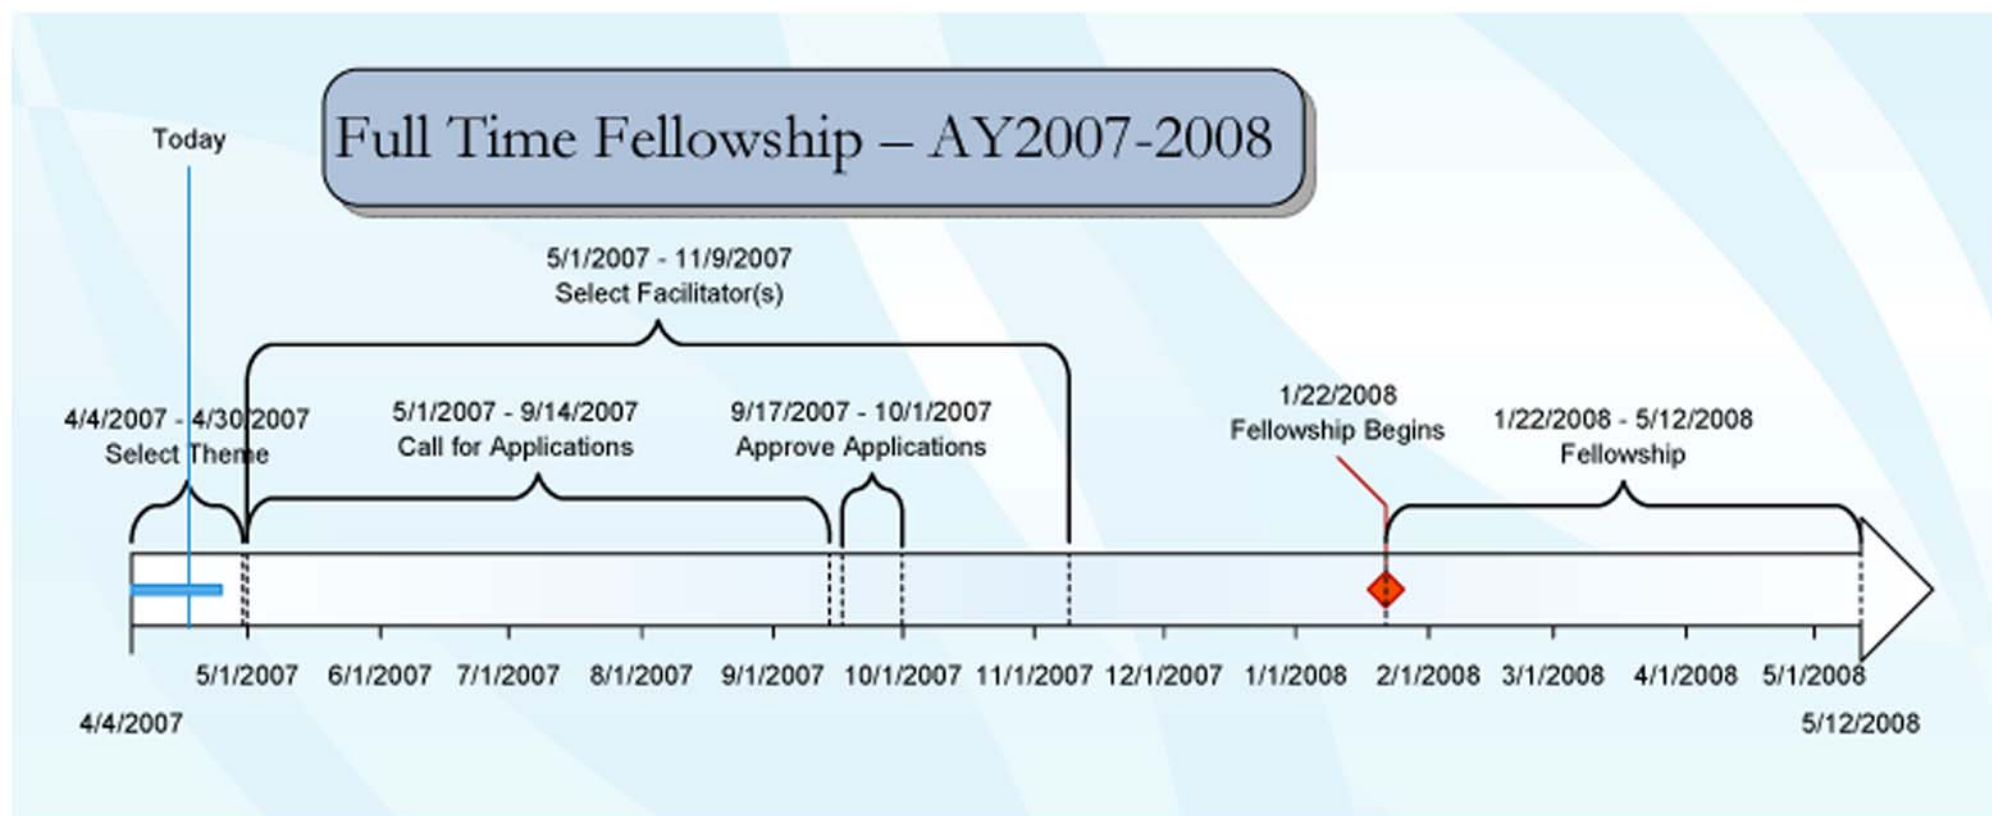 Full Time Fellowship – AY2007-2008
Today
5/1/2007 - 11/9/2007
Select Facilitator(s)
4/4/2007 - 4/30/2007
Select Theme
5/1/2007 - 9/14/2007
Call for Applications
9/17/2007 - 10/1/2007
Approve Applications
1/22/2008
Fellowship Begins
1/22/2008 - 5/12/2008
Fellowship
5/1/2007 6/1/2007 7/1/2007 8/1/2007 9/1/2007 10/1/2007 11/1/2007 12/1/2007 1/1/2008 2/1/2008 3/1/2008 4/1/2008 5/1/2008
4/4/2007 5/12/2008